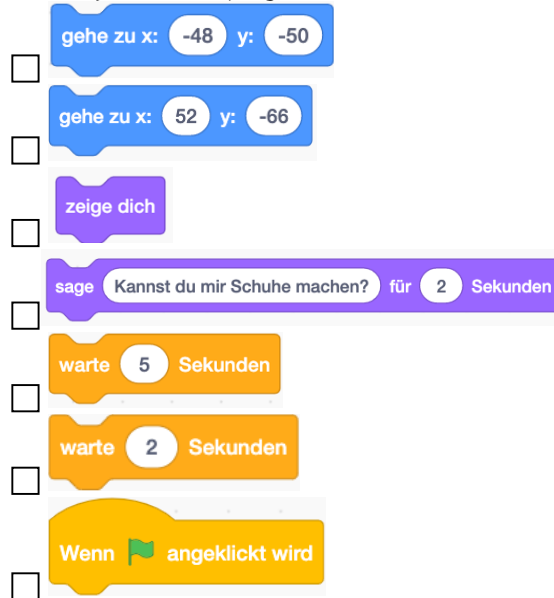 gehe zu x: -48 y: -50
gehe zu x: 52 y: -66
zeige dich
sage Kannst du mir Schuhe machen? für 2 Sekunden
warte 5 Sekunden
warte 2 Sekunden
Wenn angeklickt wird